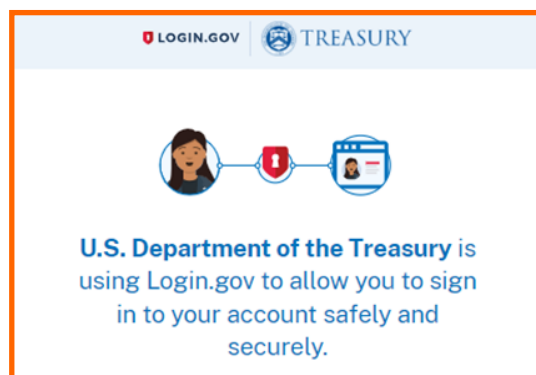 LOGIN.GOV TREASURY
U.S. Department of the Treasury is
using Login.gov to allow you to sign
in to your account safely and
securely.